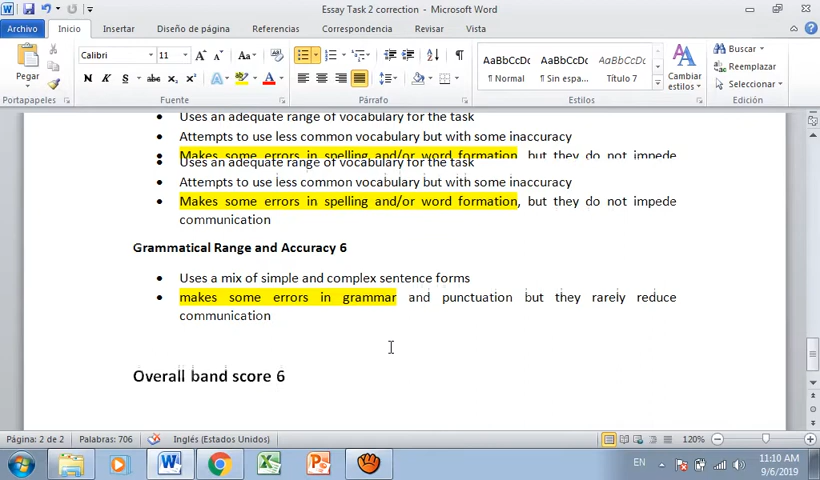 Essay Task 2 correction - Microsoft Word
Archivo Inicio Insertar Diseño de página Referencias Correspondencia Revisar Vista
Calibri 11 Aa
AaBbCcDc AaBbCcDc AaBbCcDc
Buscar
Reemplazar
Seleccionar
Pegar
N K S abc x₂ x² A A
¶ Normal ¶ Sin espa... Título 7
Cambiar
estilos
Portapapeles Fuente Párrafo Estilos Edición
Uses an adequate range of vocabulary for the task
• Attempts to use less common vocabulary but with some inaccuracy
• Makes some errors in spelling and/or word formation, but they do not impede
Uses an adequate range of vocabulary for the task
• Attempts to use less common vocabulary but with some inaccuracy
• Makes some errors in spelling and/or word formation, but they do not impede
communication
Grammatical Range and Accuracy 6
• Uses a mix of simple and complex sentence forms
• makes some errors in grammar and punctuation but they rarely reduce
communication
Overall band score 6
Página: 2 de 2 Palabras: 706 Inglés (Estados Unidos) 120%
EN 11:10 AM
9/6/2019